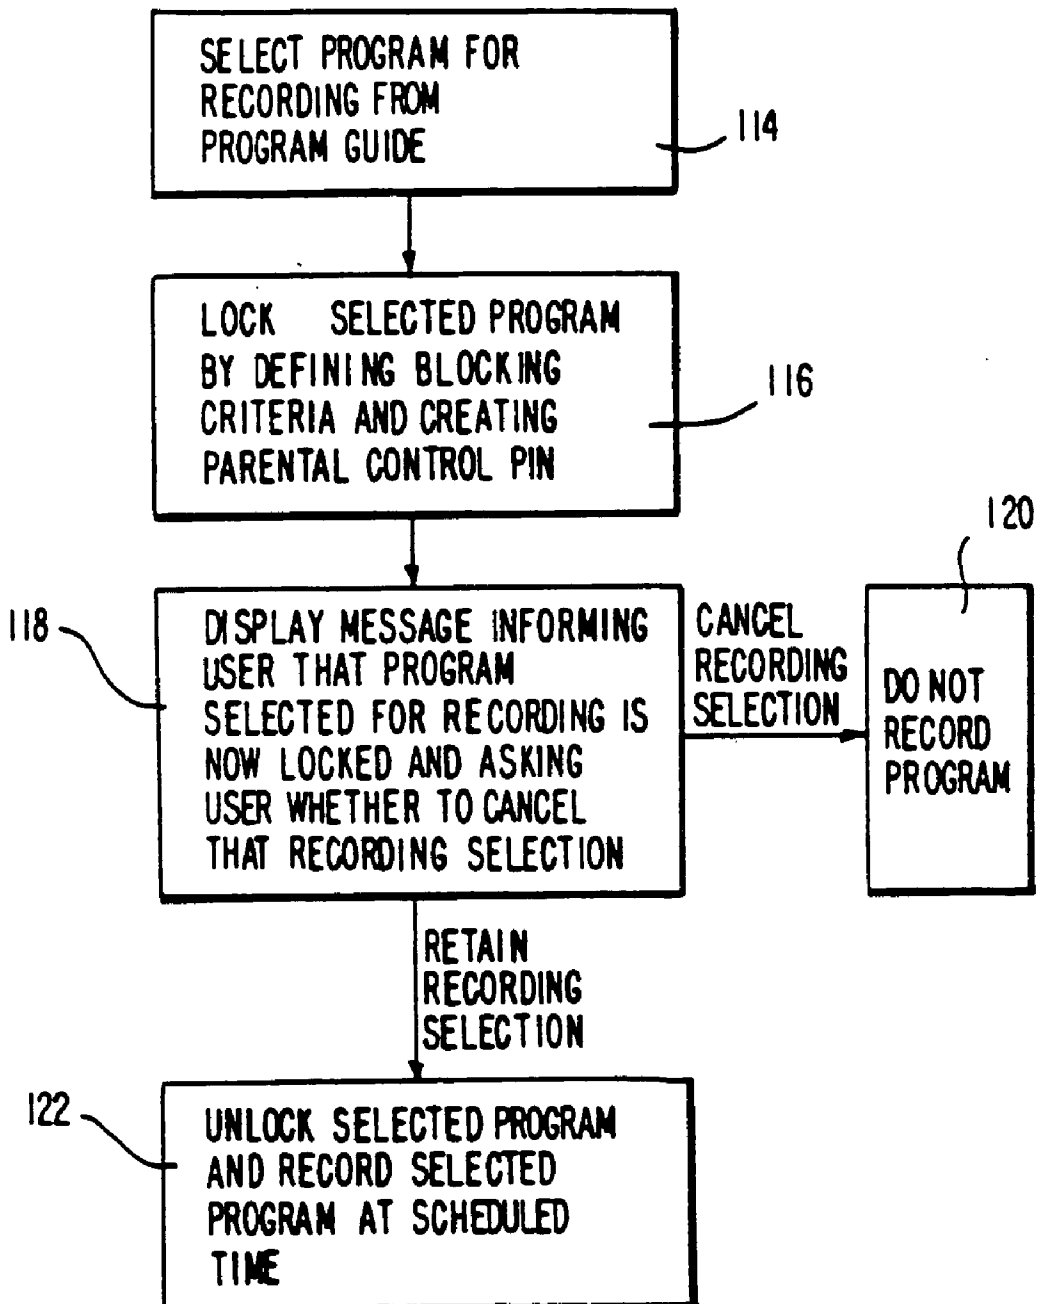 SELECT PROGRAM FOR
RECORDING FROM
PROGRAM GUIDE
114
LOCK SELECTED PROGRAM
BY DEFINING BLOCKING
CRITERIA AND CREATING
PARENTAL CONTROL PIN
116
118
DISPLAY MESSAGE INFORMING
USER THAT PROGRAM
SELECTED FOR RECORDING IS
NOW LOCKED AND ASKING
USER WHETHER TO CANCEL
THAT RECORDING SELECTION
CANCEL
RECORDING
SELECTION
120
DO NOT
RECORD
PROGRAM
RETAIN
RECORDING
SELECTION
122
UNLOCK SELECTED PROGRAM
AND RECORD SELECTED
PROGRAM AT SCHEDULED
TIME